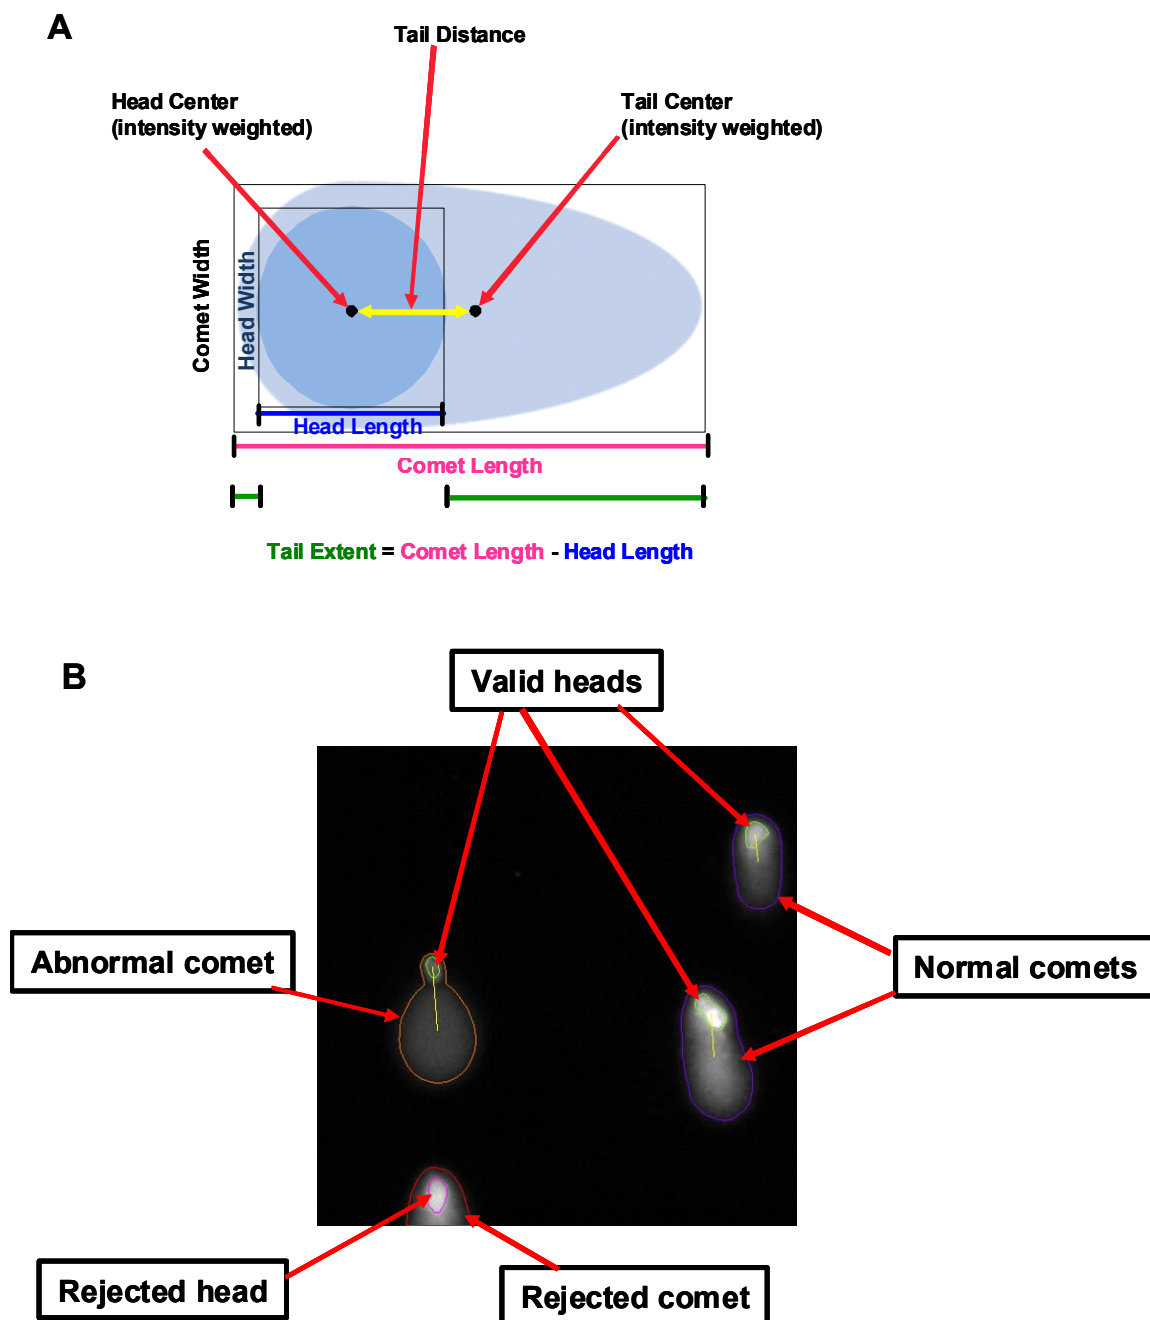 A
Tail Distance
Head Center
(intensity weighted)
Tail Center
(intensity weighted)
Comet Width
Head Width
Head Length
Comet Length
Tail Extent = Comet Length - Head Length
B
Valid heads
Abnormal comet
Normal comets
Rejected head
Rejected comet